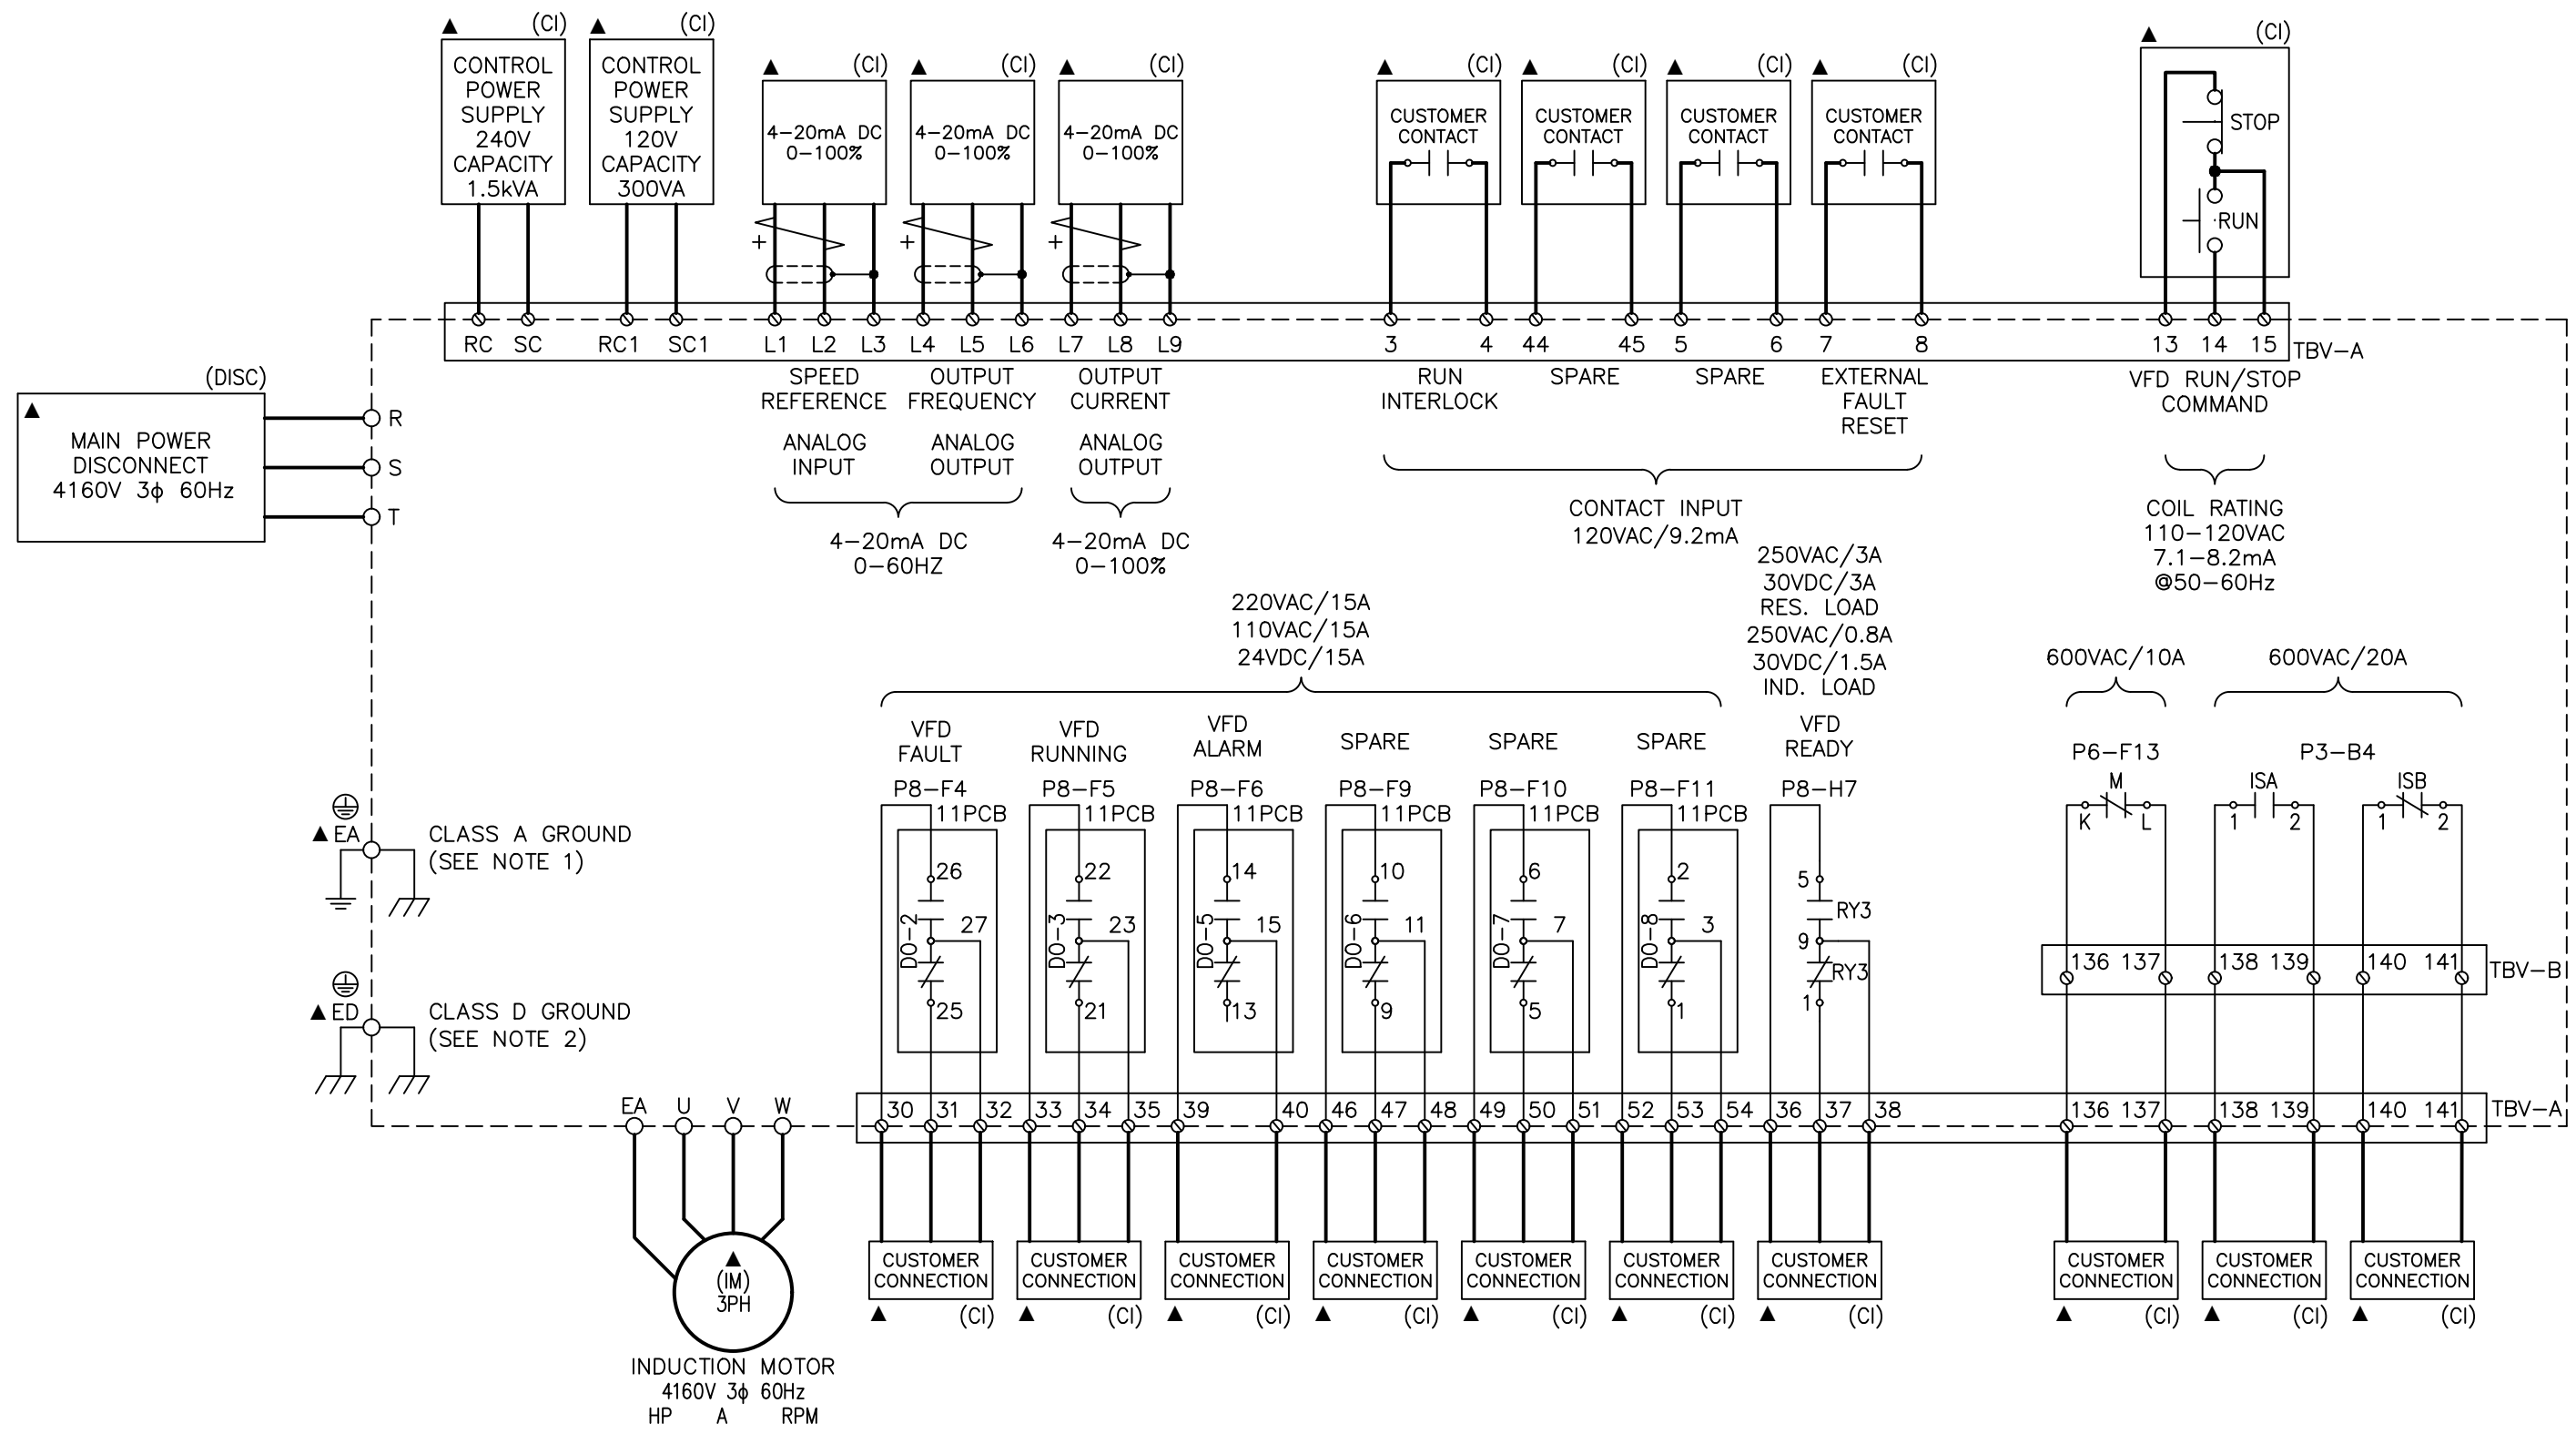 (CI)
CONTROL
POWER
SUPPLY
240V
CAPACITY
1.5kVA
(CI)
CONTROL
POWER
SUPPLY
120V
CAPACITY
300VA
(CI)
4-20mA DC
0-100%
+
(CI)
4-20mA DC
0-100%
+
(CI)
4-20mA DC
0-100%
+
(CI)
CUSTOMER
CONTACT
(CI)
CUSTOMER
CONTACT
(CI)
CUSTOMER
CONTACT
(CI)
CUSTOMER
CONTACT
(CI)
STOP
RUN
RC SC RC1 SC1 L1 L2 L3 L4 L5 L6 L7 L8 L9 3 4 44 45 5 6 7 8 13 14 15 TBV-A
SPEED
REFERENCE
ANALOG
INPUT
OUTPUT
FREQUENCY
ANALOG
OUTPUT
4-20mA DC
0-60HZ
OUTPUT
CURRENT
ANALOG
OUTPUT
4-20mA DC
0-100%
RUN
INTERLOCK
SPARE
SPARE
EXTERNAL
FAULT
RESET
CONTACT INPUT
120VAC/9.2mA
VFD RUN/STOP
COMMAND
COIL RATING
110-120VAC
7.1-8.2mA
@50-60Hz
(DISC)
MAIN POWER
DISCONNECT
4160V 3ϕ 60Hz
R
S
T
220VAC/15A
110VAC/15A
24VDC/15A
250VAC/3A
30VDC/3A
RES. LOAD
250VAC/0.8A
30VDC/1.5A
IND. LOAD
600VAC/10A
600VAC/20A
VFD
FAULT
P8-F4
11PCB
26
DO-2
27
25
VFD
RUNNING
P8-F5
11PCB
22
DO-3
23
21
VFD
ALARM
P8-F6
11PCB
14
DO-5
15
13
SPARE
P8-F9
11PCB
10
DO-6
11
9
SPARE
P8-F10
11PCB
6
DO-7
7
5
SPARE
P8-F11
11PCB
2
DO-8
3
1
VFD
READY
P8-H7
5
RY3
9
RY3
1
P6-F13
M
K L
P3-B4
ISA
1 2
ISB
1 2
136 137 138 139 140 141 TBV-B
EA
CLASS A GROUND
(SEE NOTE 1)
ED
CLASS D GROUND
(SEE NOTE 2)
EA U V W
30 31 32 33 34 35 39 40 46 47 48 49 50 51 52 53 54 36 37 38 136 137 138 139 140 141 TBV-A
(IM)
3PH
INDUCTION MOTOR
4160V 3ϕ 60Hz
HP A RPM
CUSTOMER
CONNECTION
(CI)
CUSTOMER
CONNECTION
(CI)
CUSTOMER
CONNECTION
(CI)
CUSTOMER
CONNECTION
(CI)
CUSTOMER
CONNECTION
(CI)
CUSTOMER
CONNECTION
(CI)
CUSTOMER
CONNECTION
(CI)
CUSTOMER
CONNECTION
(CI)
CUSTOMER
CONNECTION
(CI)
CUSTOMER
CONNECTION
(CI)